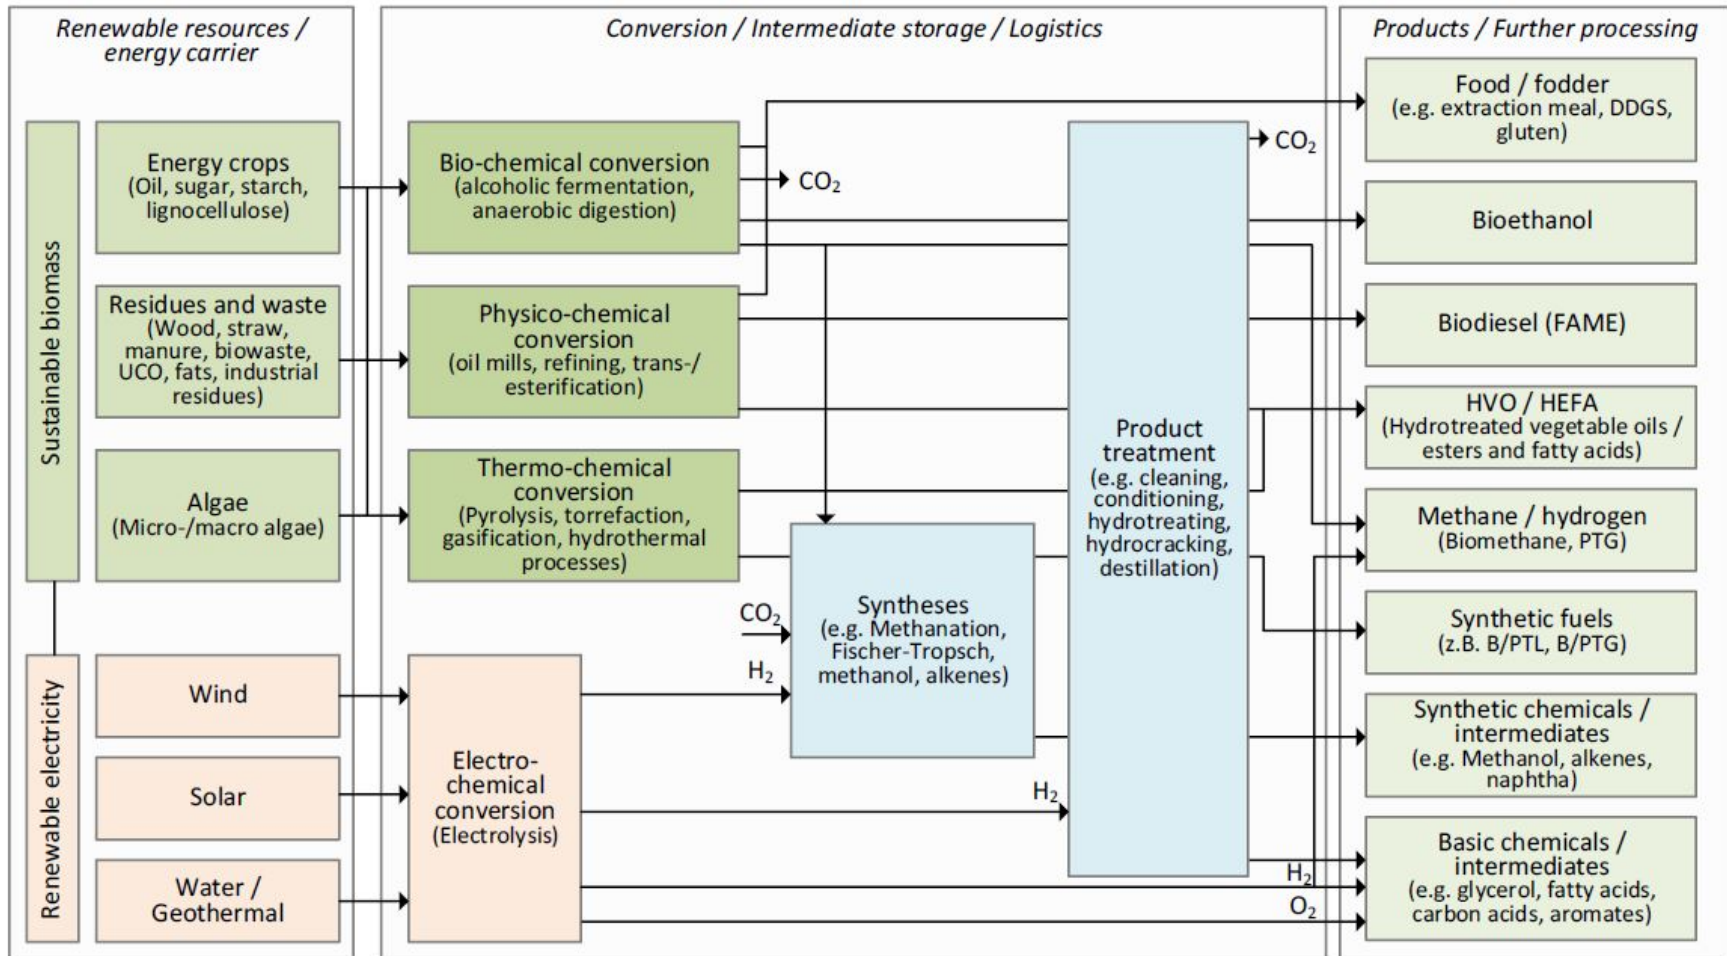 Renewable resources /
energy carrier
Conversion / Intermediate storage / Logistics
Products / Further processing
Sustainable biomass
Energy crops
(Oil, sugar, starch,
lignocellulose)
Residues and waste
(Wood, straw,
manure, biowaste,
UCO, fats, industrial
residues)
Algae
(Micro-/macro algae)
Renewable electricity
Wind
Solar
Water /
Geothermal
Bio-chemical conversion
(alcoholic fermentation,
anaerobic digestion)
CO₂
Physico-chemical
conversion
(oil mills, refining, trans-/
esterification)
Thermo-chemical
conversion
(Pyrolysis, torrefaction,
gasification, hydrothermal
processes)
Electro-
chemical
conversion
(Electrolysis)
CO₂
H₂
Syntheses
(e.g. Methanation,
Fischer-Tropsch,
methanol, alkenes)
H₂
Product
treatment
(e.g. cleaning,
conditioning,
hydrotreating,
hydrocracking,
destillation)
CO₂
H₂
O₂
Food / fodder
(e.g. extraction meal, DDGS,
gluten)
Bioethanol
Biodiesel (FAME)
HVO / HEFA
(Hydrotreated vegetable oils /
esters and fatty acids)
Methane / hydrogen
(Biomethane, PTG)
Synthetic fuels
(z.B. B/PTL, B/PTG)
Synthetic chemicals /
intermediates
(e.g. Methanol, alkenes,
naphtha)
Basic chemicals /
intermediates
(e.g. glycerol, fatty acids,
carbon acids, aromates)